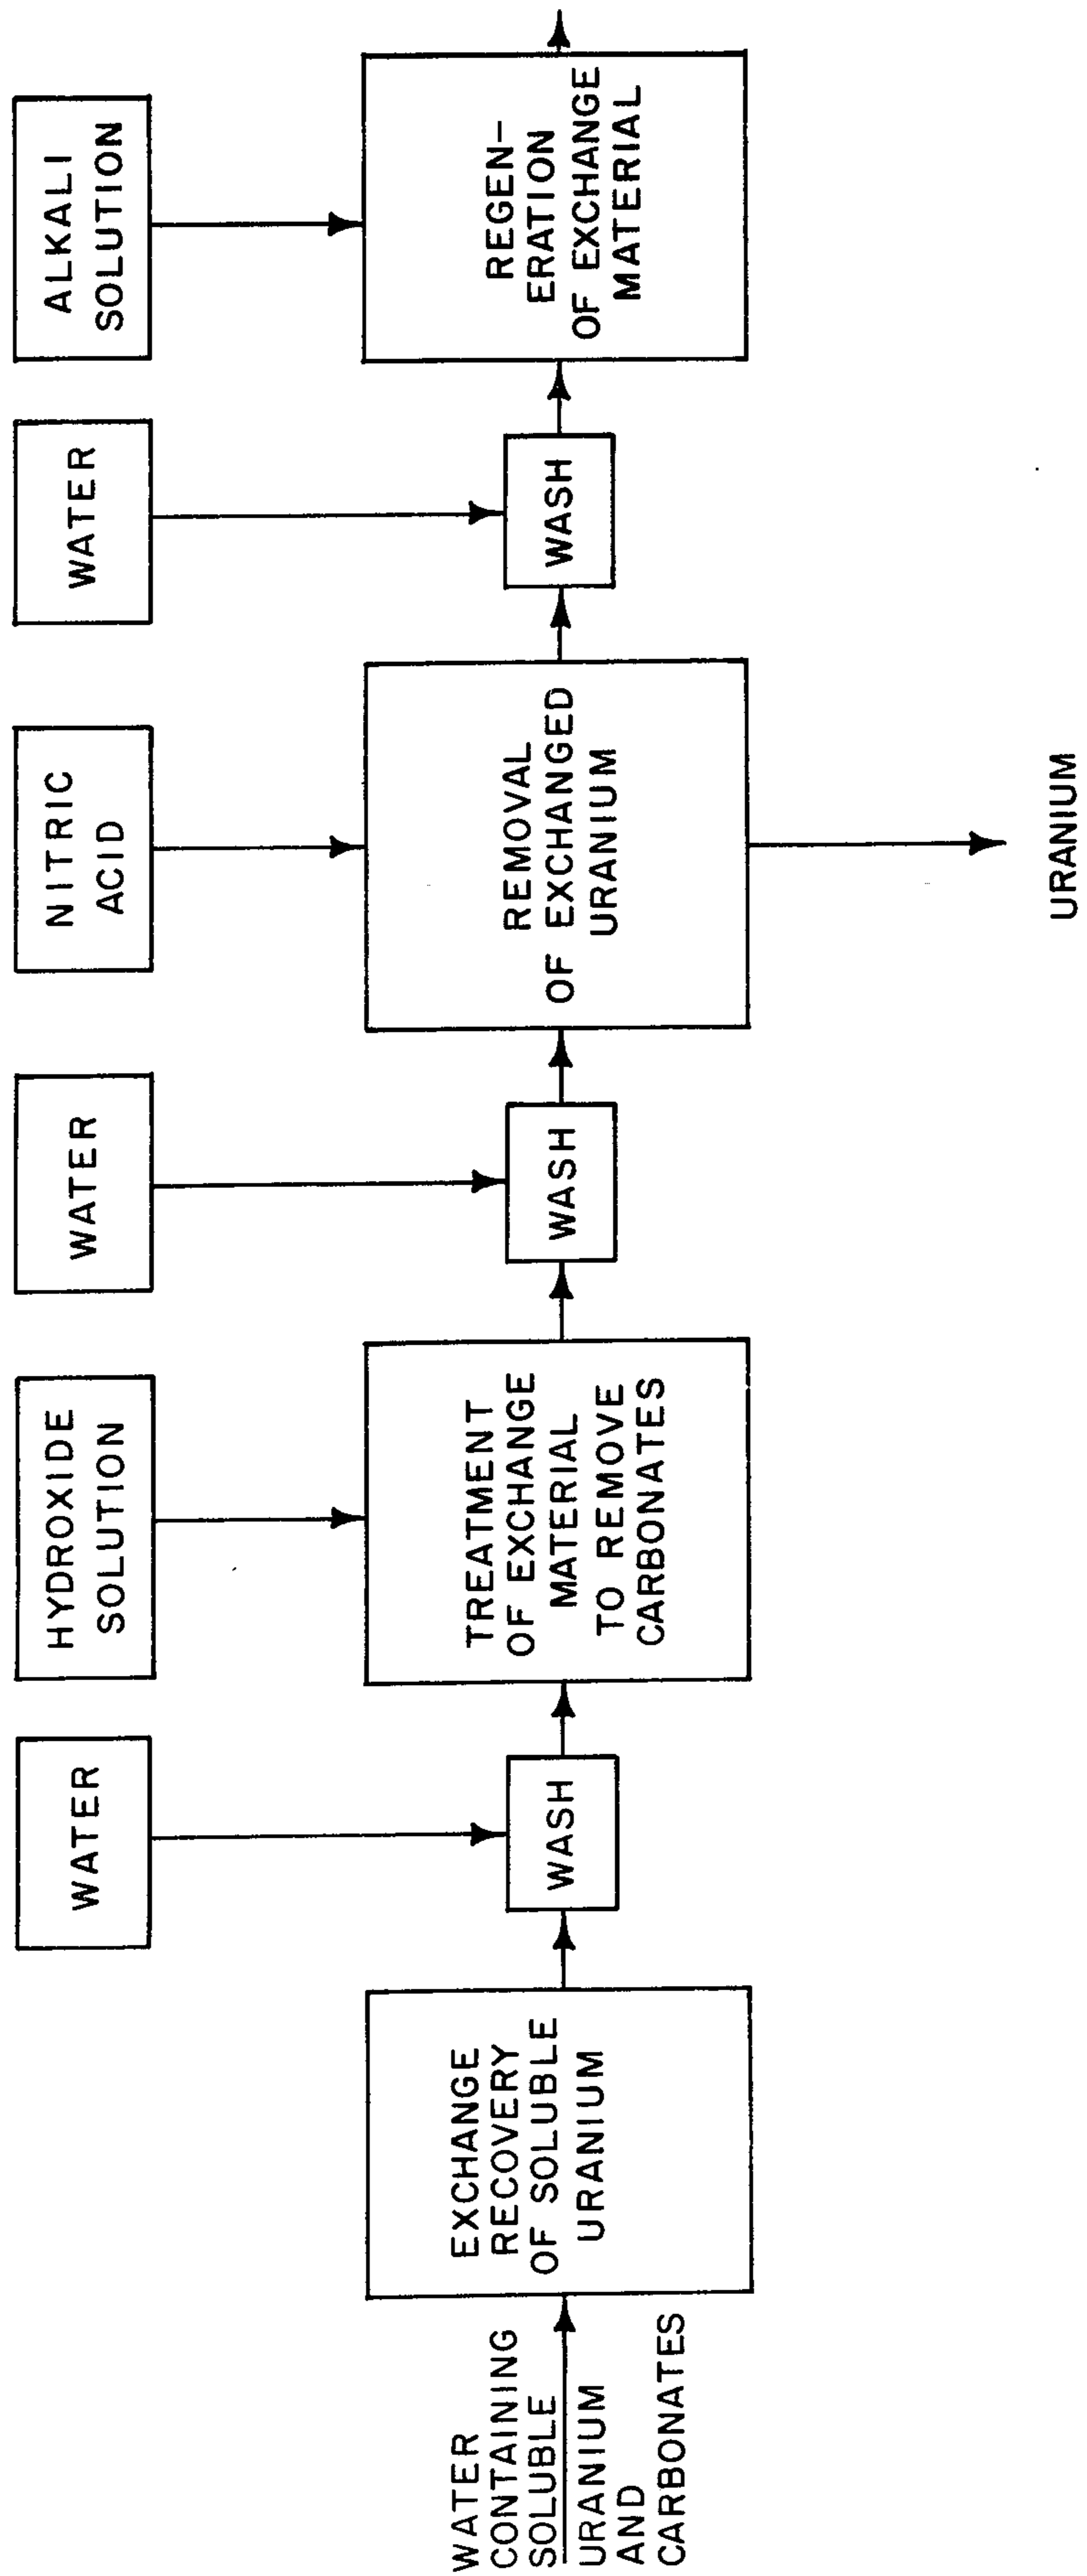 WATER
CONTAINING
SOLUBLE
URANIUM
AND
CARBONATES
EXCHANGE
RECOVERY
OF SOLUBLE
URANIUM
WATER
WASH
HYDROXIDE
SOLUTION
TREATMENT
OF EXCHANGE
MATERIAL
TO REMOVE
CARBONATES
WATER
WASH
NITRIC
ACID
REMOVAL
OF EXCHANGED
URANIUM
URANIUM
WATER
WASH
ALKALI
SOLUTION
REGEN-
ERATION
OF EXCHANGE
MATERIAL